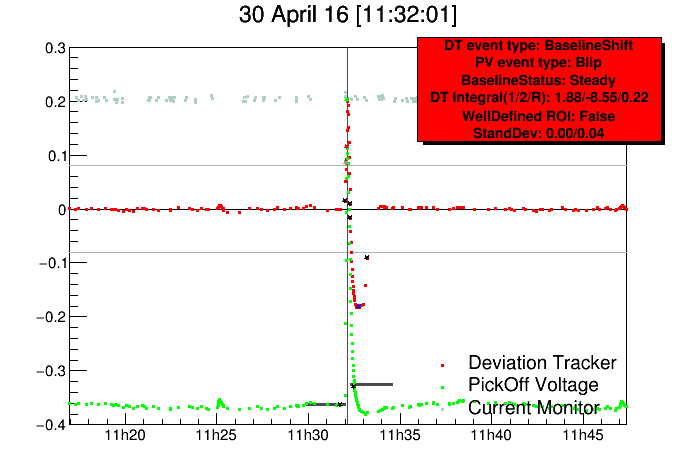 30 April 16 [11:32:01]
DT event type: BaselineShift
PV event type: Blip
BaselineStatus: Steady
DT Integral(1/2/R): 1.88/-8.55/0.22
WellDefined ROI: False
StandDev: 0.00/0.04
0.3
0.2
0.1
0
−0.1
−0.2
−0.3
−0.4
Deviation Tracker
PickOff Voltage
Current Monitor
11h20 11h25 11h30 11h35 11h40 11h45